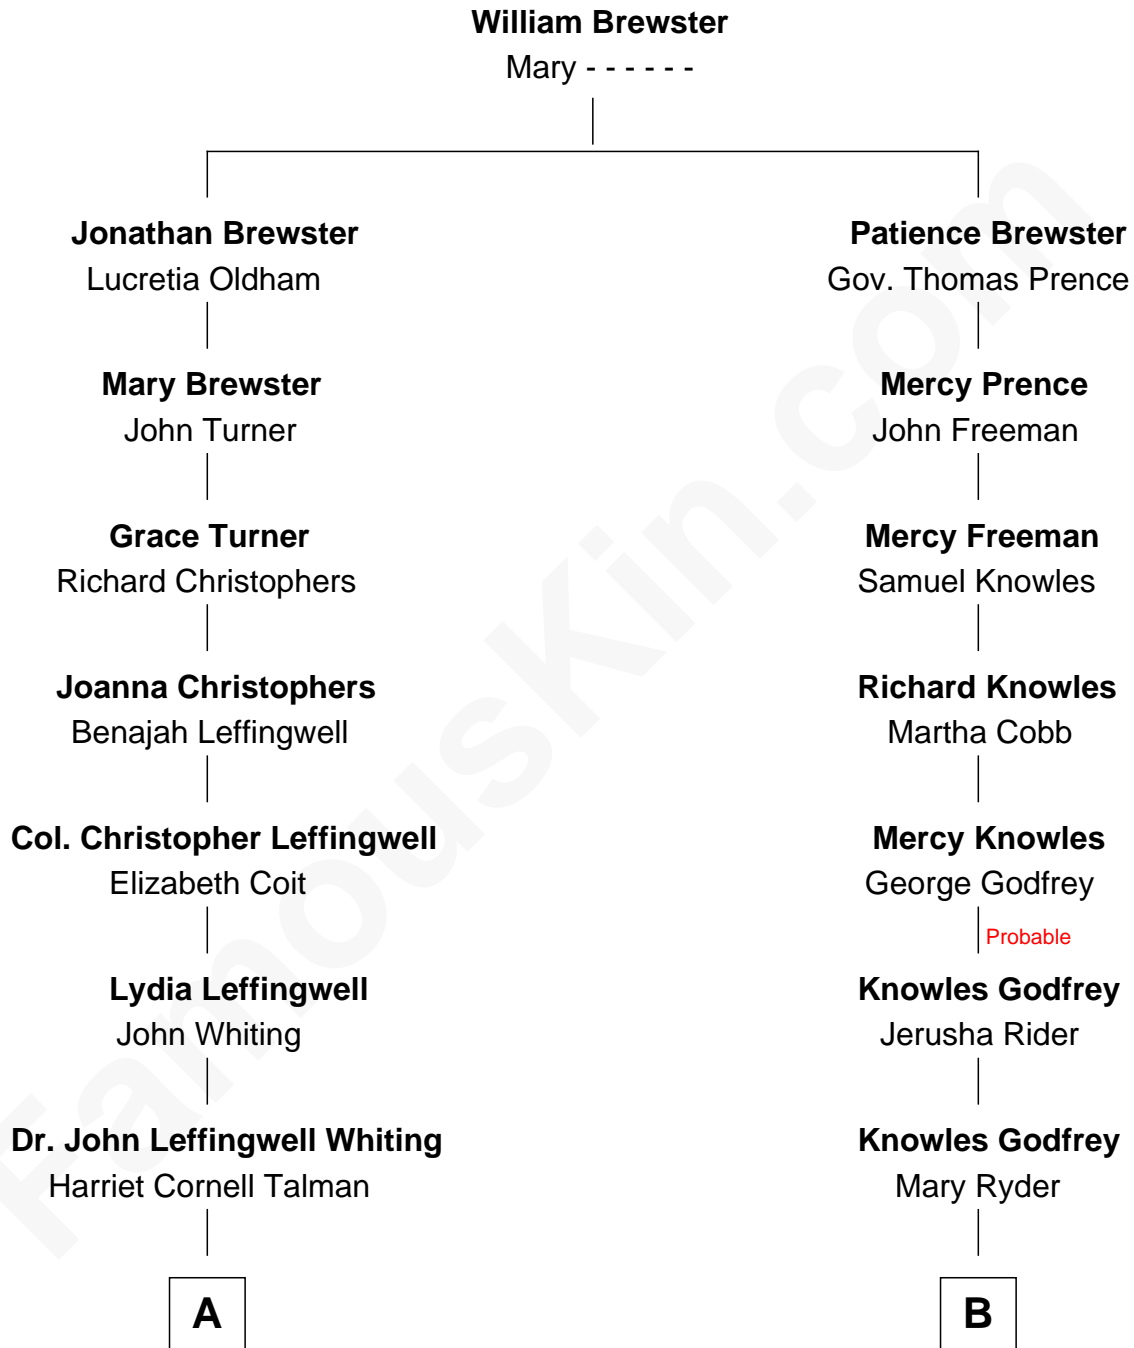 William Brewster
Mary - - - - - -
Jonathan Brewster
Lucretia Oldham
Patience Brewster
Gov. Thomas Prence
Mary Brewster
John Turner
Mercy Prence
John Freeman
Grace Turner
Richard Christophers
Mercy Freeman
Samuel Knowles
Joanna Christophers
Benajah Leffingwell
Richard Knowles
Martha Cobb
Col. Christopher Leffingwell
Elizabeth Coit
Mercy Knowles
George Godfrey
Probable
Lydia Leffingwell
John Whiting
Knowles Godfrey
Jerusha Rider
Dr. John Leffingwell Whiting
Harriet Cornell Talman
Knowles Godfrey
Mary Ryder
A
B
FamousKin.com